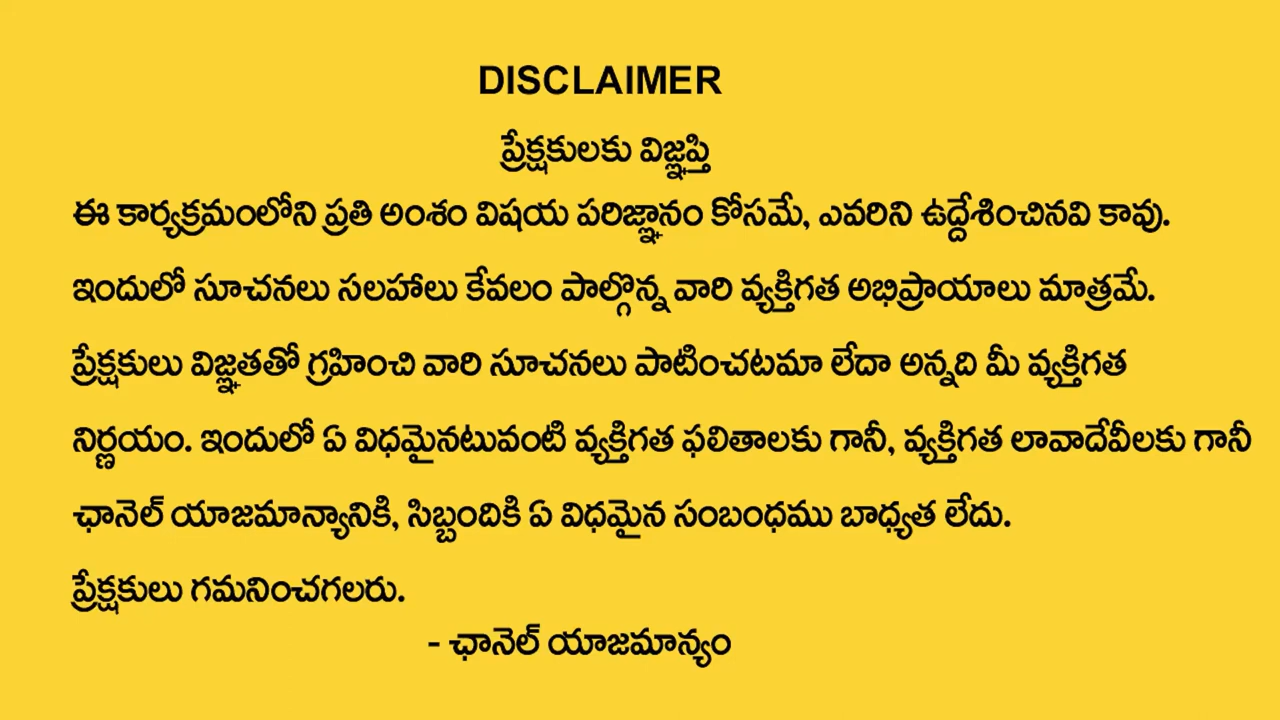 DISCLAIMER
ప్రేక్షకులకు విజ్ఞప్తి
ఈ కార్యక్రమంలోని ప్రతి అంశం విషయ పరిజ్ఞానం కోసమే, ఎవరిని ఉద్దేశించినవి కావు.
ఇందులో సూచనలు సలహాలు కేవలం పాల్గొన్న వారి వ్యక్తిగత అభిప్రాయాలు మాత్రమే.
ప్రేక్షకులు విజ్ఞతతో గ్రహించి వారి సూచనలు పాటించటమా లేదా అన్నది మీ వ్యక్తిగత
నిర్ణయం. ఇందులో ఏ విధమైనటువంటి వ్యక్తిగత ఫలితాలకు గానీ, వ్యక్తిగత లావాదేవీలకు గానీ
ఛానెల్ యాజమాన్యానికి, సిబ్బందికి ఏ విధమైన సంబంధము బాధ్యత లేదు.
ప్రేక్షకులు గమనించగలరు.
- ఛానెల్ యాజమాన్యం